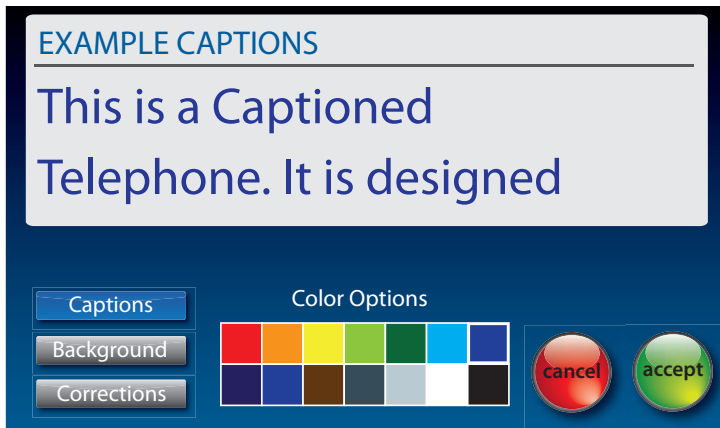 EXAMPLE CAPTIONS
This is a Captioned
Telephone. It is designed
Captions
Color Options
Background
Corrections
cancel
accept